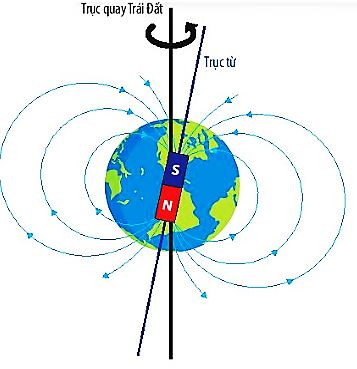 Trục quay Trái Đất
Trục từ
S
N